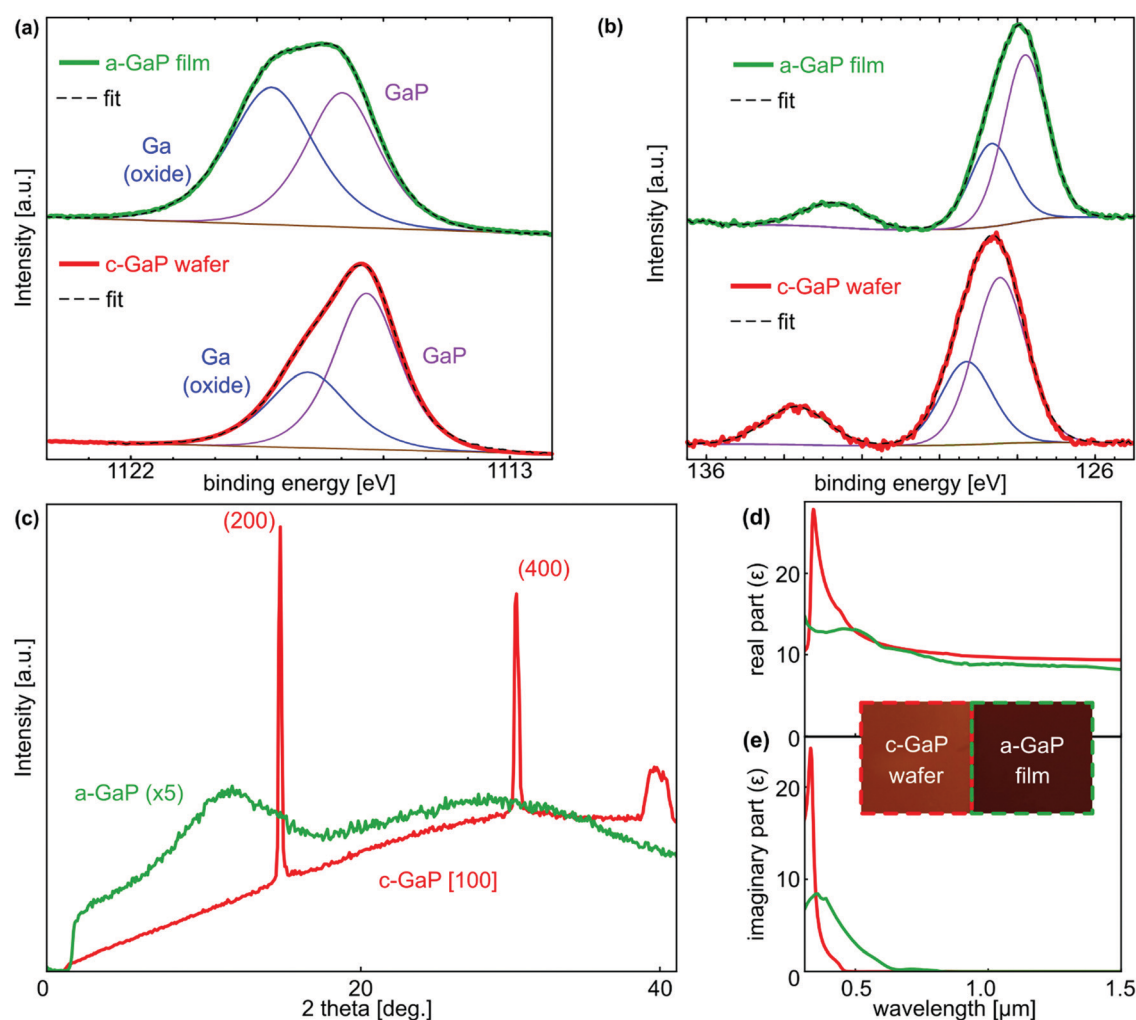 (a)
a-GaP film
fit
GaP
Ga
(oxide)
c-GaP wafer
fit
Ga
(oxide)
GaP
Intensity [a.u.]
1122
1113
binding energy [eV]
(b)
a-GaP film
fit
c-GaP wafer
fit
Intensity [a.u.]
136
126
binding energy [eV]
(c)
(200)
(400)
a-GaP (x5)
c-GaP [100]
Intensity [a.u.]
0
20
40
2 theta [deg.]
(d)
real part (ε)
20
10
0
c-GaP
wafer
a-GaP
film
(e)
imaginary part (ε)
20
10
0
0.5
1.0
1.5
wavelength [µm]